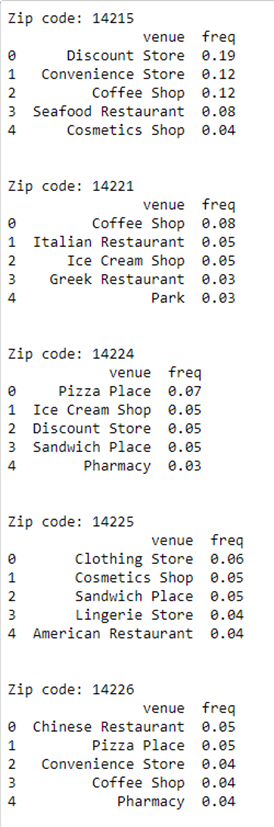 Zip code: 14215
venue freq
0 Discount Store 0.19
1 Convenience Store 0.12
2 Coffee Shop 0.12
3 Seafood Restaurant 0.08
4 Cosmetics Shop 0.04
Zip code: 14221
venue freq
0 Coffee Shop 0.08
1 Italian Restaurant 0.05
2 Ice Cream Shop 0.05
3 Greek Restaurant 0.03
4 Park 0.03
Zip code: 14224
venue freq
0 Pizza Place 0.07
1 Ice Cream Shop 0.05
2 Discount Store 0.05
3 Sandwich Place 0.05
4 Pharmacy 0.03
Zip code: 14225
venue freq
0 Clothing Store 0.06
1 Cosmetics Shop 0.05
2 Sandwich Place 0.05
3 Lingerie Store 0.04
4 American Restaurant 0.04
Zip code: 14226
venue freq
0 Chinese Restaurant 0.05
1 Pizza Place 0.05
2 Convenience Store 0.04
3 Coffee Shop 0.04
4 Pharmacy 0.04